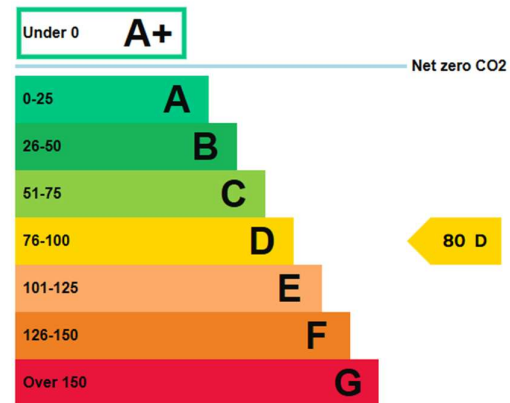 Under 0 A+
Net zero CO2
0-25 A
26-50 B
51-75 C
76-100 D
80 D
101-125 E
126-150 F
Over 150 G